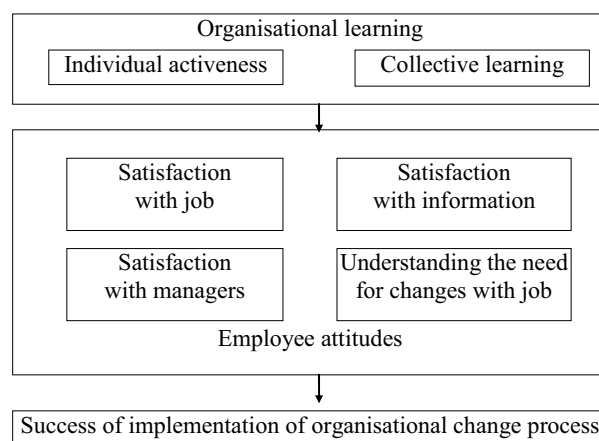 Organisational learning
Individual activeness
Collective learning
Satisfaction
with job
Satisfaction
with information
Satisfaction
with managers
Understanding the need
for changes with job
Employee attitudes
Success of implementation of organisational change process